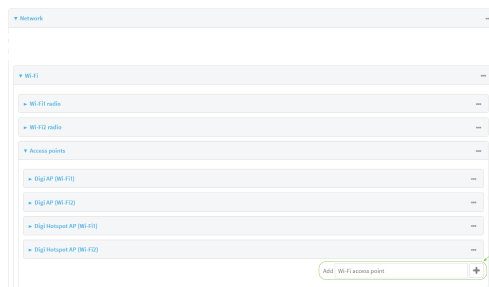 Network
Wi-Fi
Wi-Fi1 radio
Wi-Fi2 radio
Access points
Digi AP (Wi-Fi1)
Digi AP (Wi-Fi2)
Digi Hotspot AP (Wi-Fi1)
Digi Hotspot AP (Wi-Fi2)
Add Wi-Fi access point